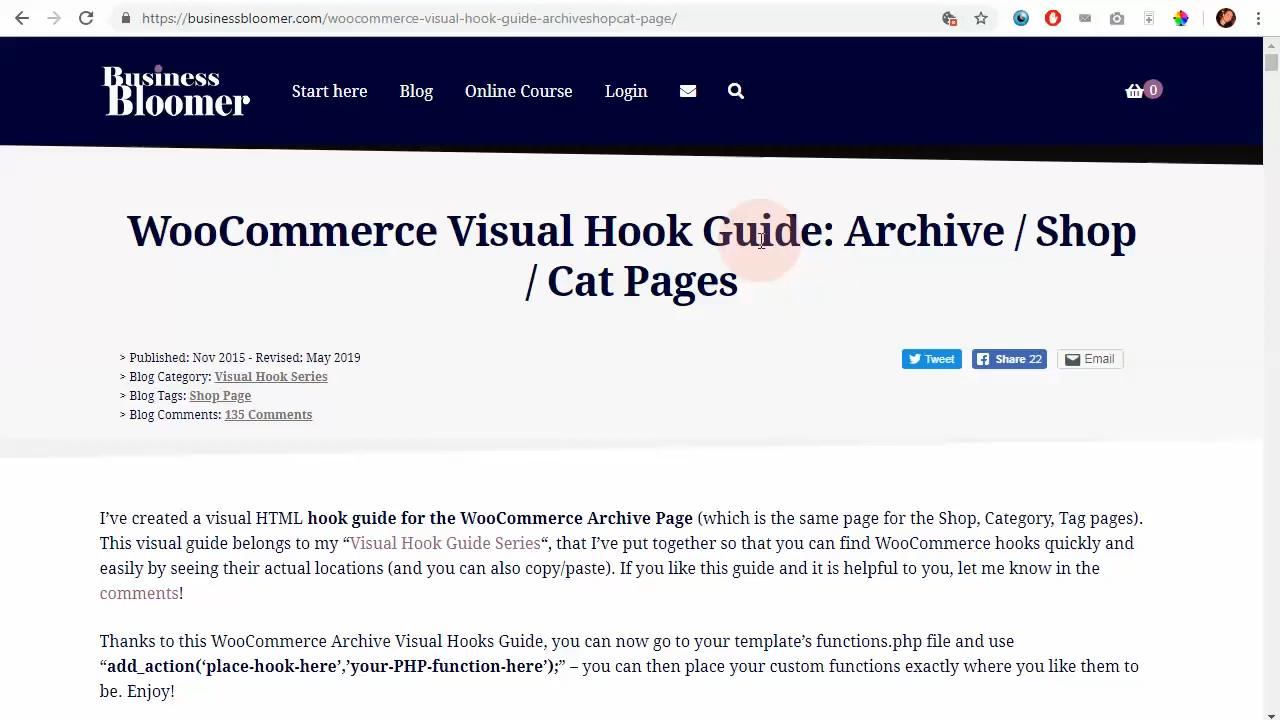 https://businessbloomer.com/woocommerce-visual-hook-guide-archiveshopcat-page/
Business
Bloomer
Start here
Blog
Online Course
Login
0
WooCommerce Visual Hook Guide: Archive / Shop
/ Cat Pages
> Published: Nov 2015 - Revised: May 2019
> Blog Category: Visual Hook Series
> Blog Tags: Shop Page
> Blog Comments: 135 Comments
Tweet
Share 22
Email
I’ve created a visual HTML hook guide for the WooCommerce Archive Page (which is the same page for the Shop, Category, Tag pages).
This visual guide belongs to my “Visual Hook Guide Series“, that I’ve put together so that you can find WooCommerce hooks quickly and
easily by seeing their actual locations (and you can also copy/paste). If you like this guide and it is helpful to you, let me know in the
comments!
Thanks to this WooCommerce Archive Visual Hooks Guide, you can now go to your template’s functions.php file and use
“add_action(‘place-hook-here’,’your-PHP-function-here’);” – you can then place your custom functions exactly where you like them to
be. Enjoy!